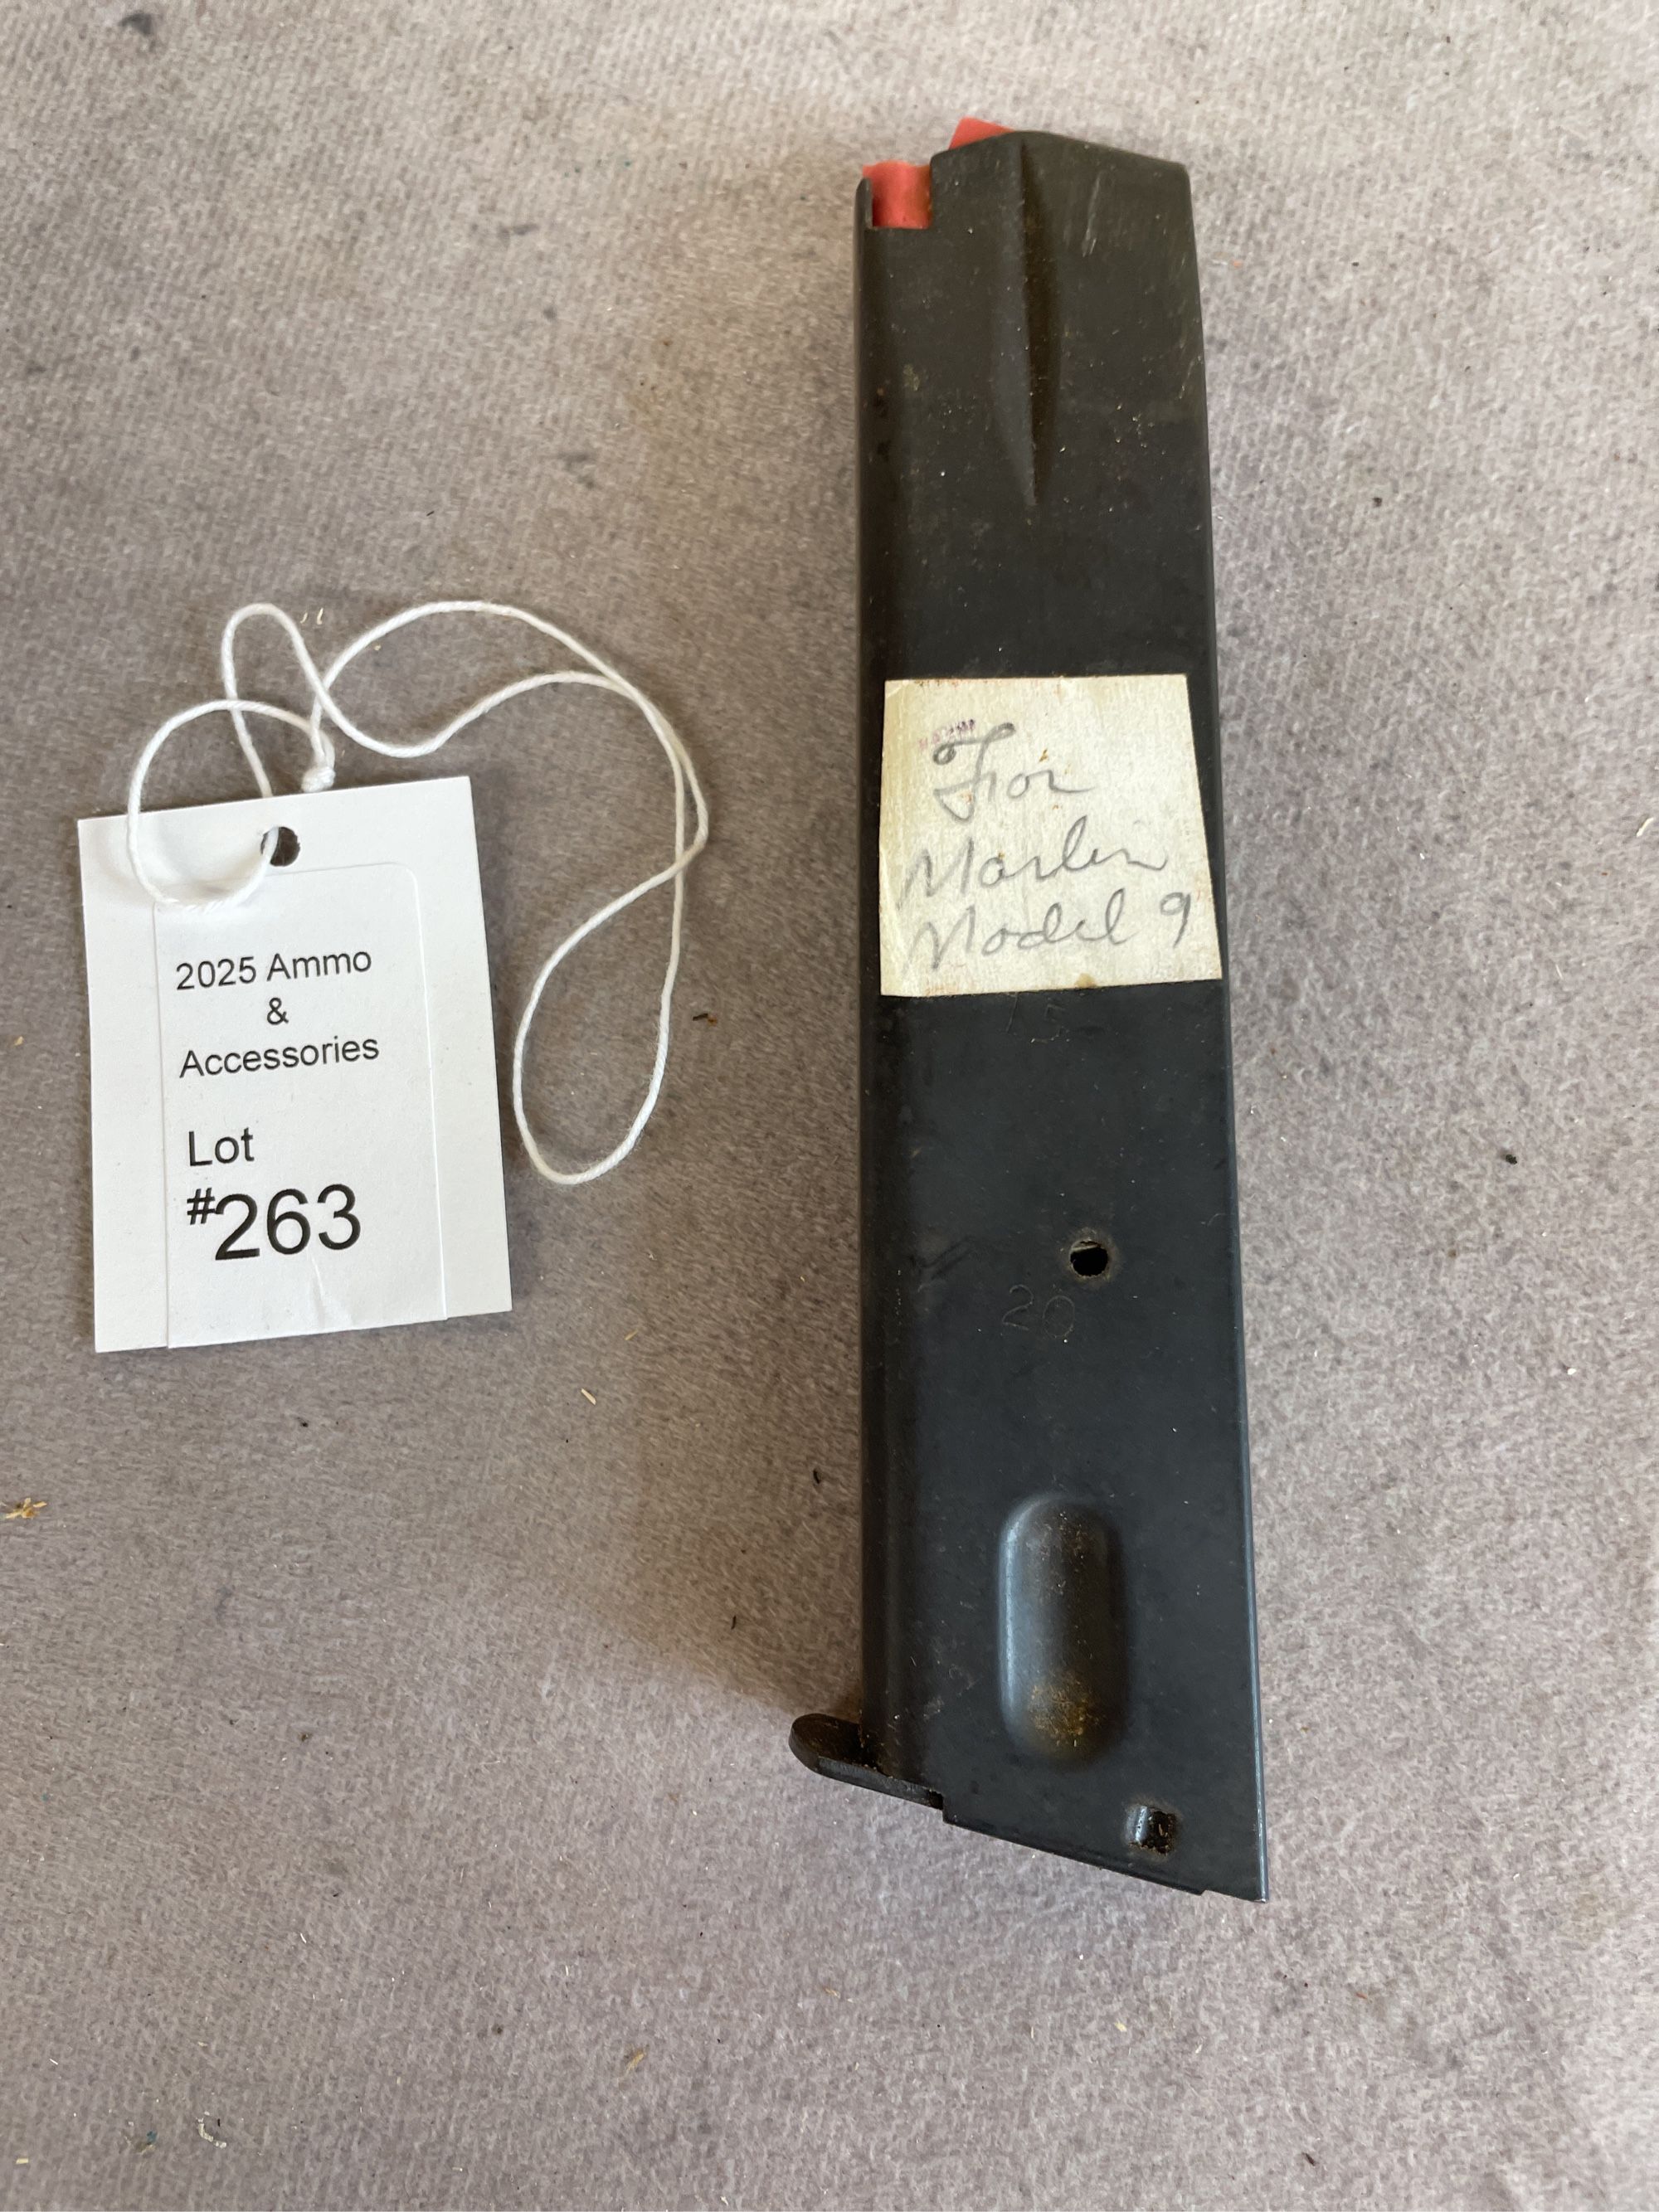 2025 Ammo
&
Accessories
Lot
#263
For
Marlin
Model 9
20